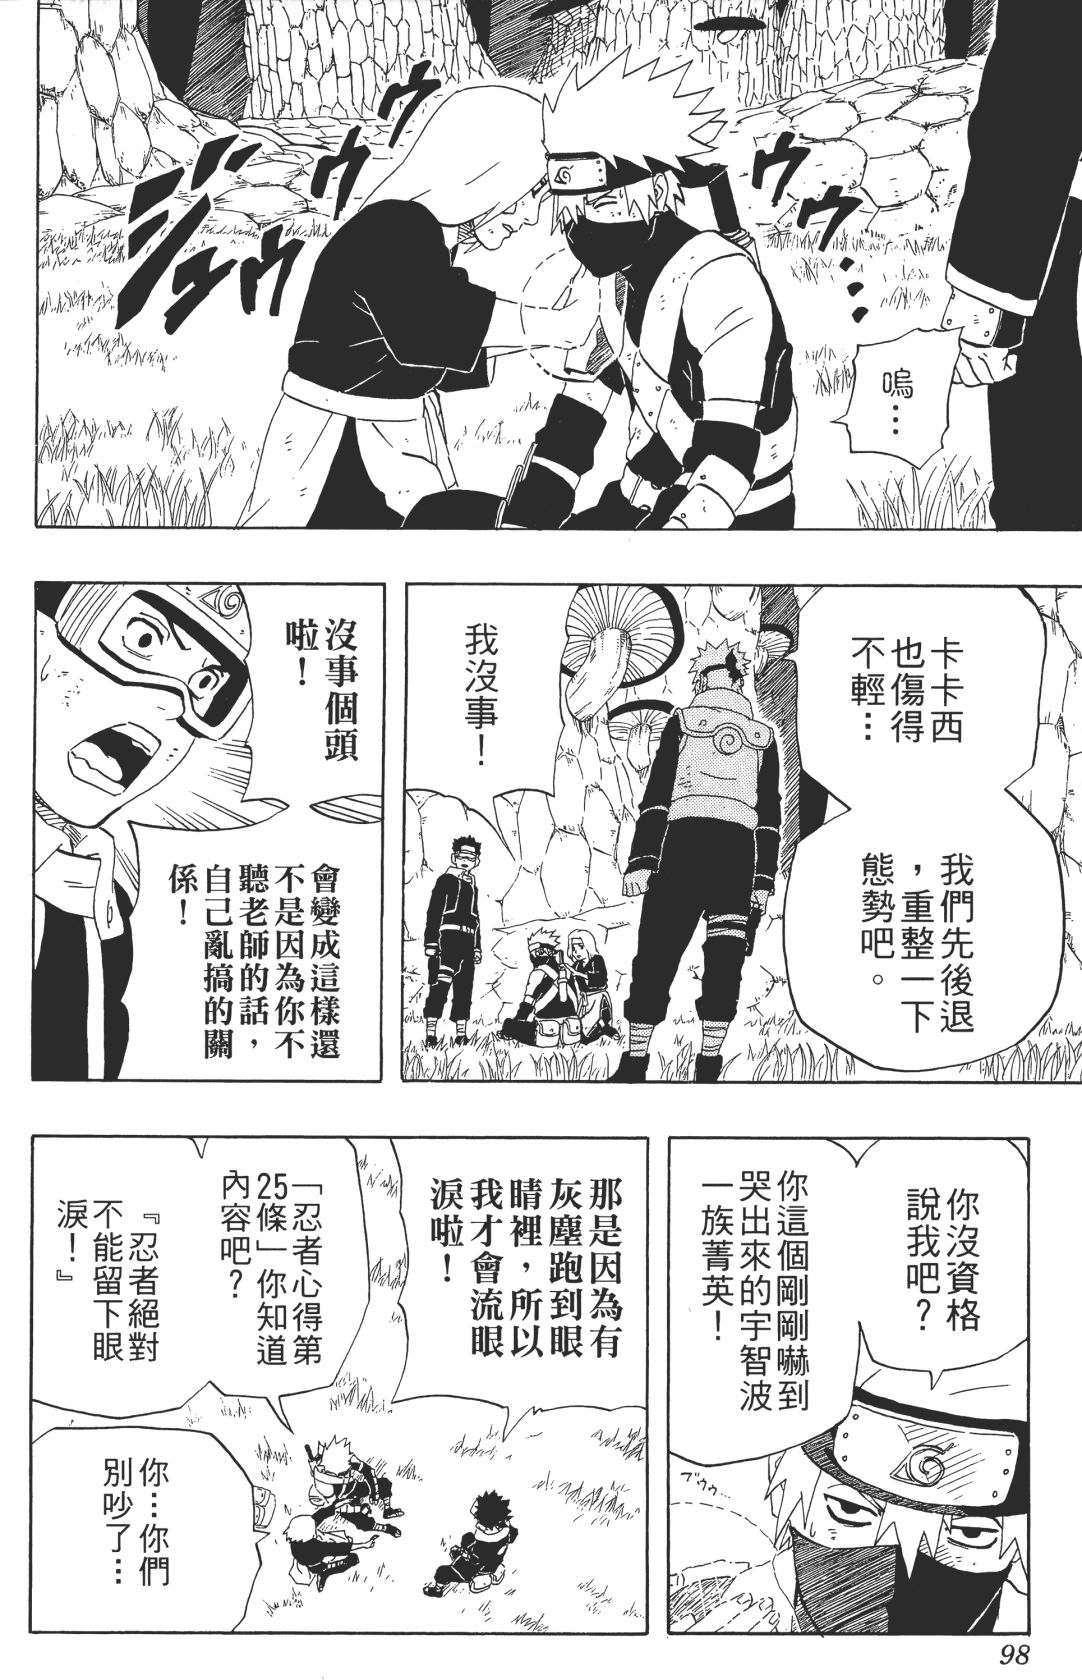 シュウ
ウウ
ウウ…
嗚…
卡卡西
也傷得
不輕…
我們先後退
，重整一下
態勢吧。
我沒事！
沒事個頭
啦！
會變成這樣還
不是因為你不
聽老師的話，
自己亂搞的關
係！
你沒資格
說我吧？
你這個剛剛嚇到
哭出來的宇智波
一族菁英！
ブウゥ…
那是因為有
灰塵跑到眼
睛裡，所以
我才會流眼
淚啦！
「忍者心得第
25條」你知道
內容吧？
『忍者絕對
不能留下眼
淚！』
你…你們
別吵了…
98